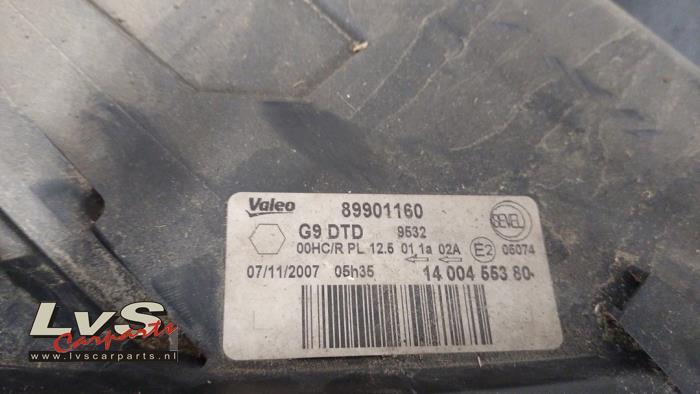 Valeo 89901160 SEVEL
G9 DTD 9532
00HC/R PL 12.5 01 1a 02A E2 05074
07/11/2007 05h35 14 004 553 80-
LvS
Carparts
www.lvscarparts.nl